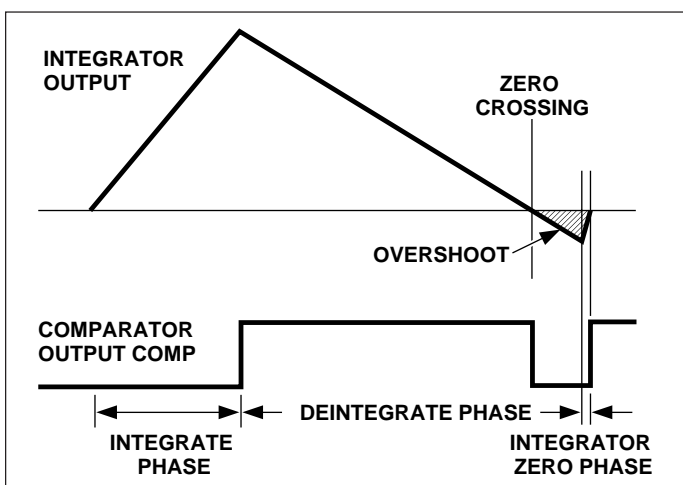 INTEGRATOR
OUTPUT
ZERO
CROSSING
OVERSHOOT
COMPARATOR
OUTPUT COMP
DEINTEGRATE PHASE
INTEGRATE
PHASE
INTEGRATOR
ZERO PHASE